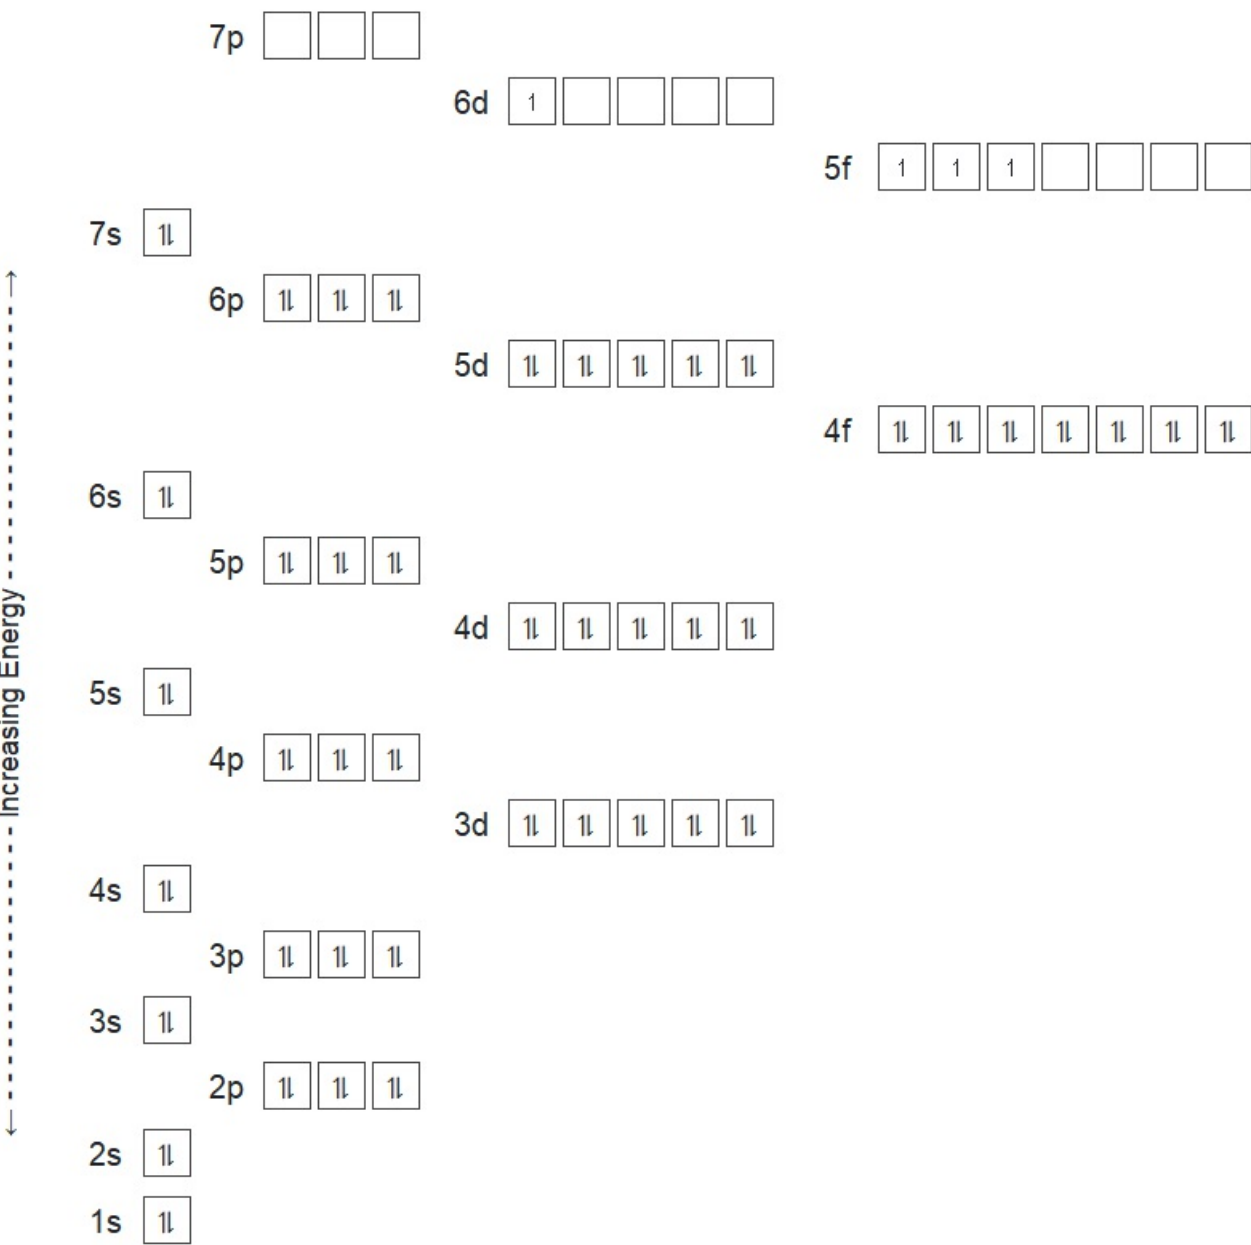 7p
6d 1
5f 1 1 1
7s 1l
6p 1l 1l 1l
5d 1l 1l 1l 1l 1l
4f 1l 1l 1l 1l 1l 1l 1l
6s 1l
5p 1l 1l 1l
4d 1l 1l 1l 1l 1l
5s 1l
4p 1l 1l 1l
3d 1l 1l 1l 1l 1l
4s 1l
3p 1l 1l 1l
3s 1l
2p 1l 1l 1l
2s 1l
1s 1l
Increasing Energy